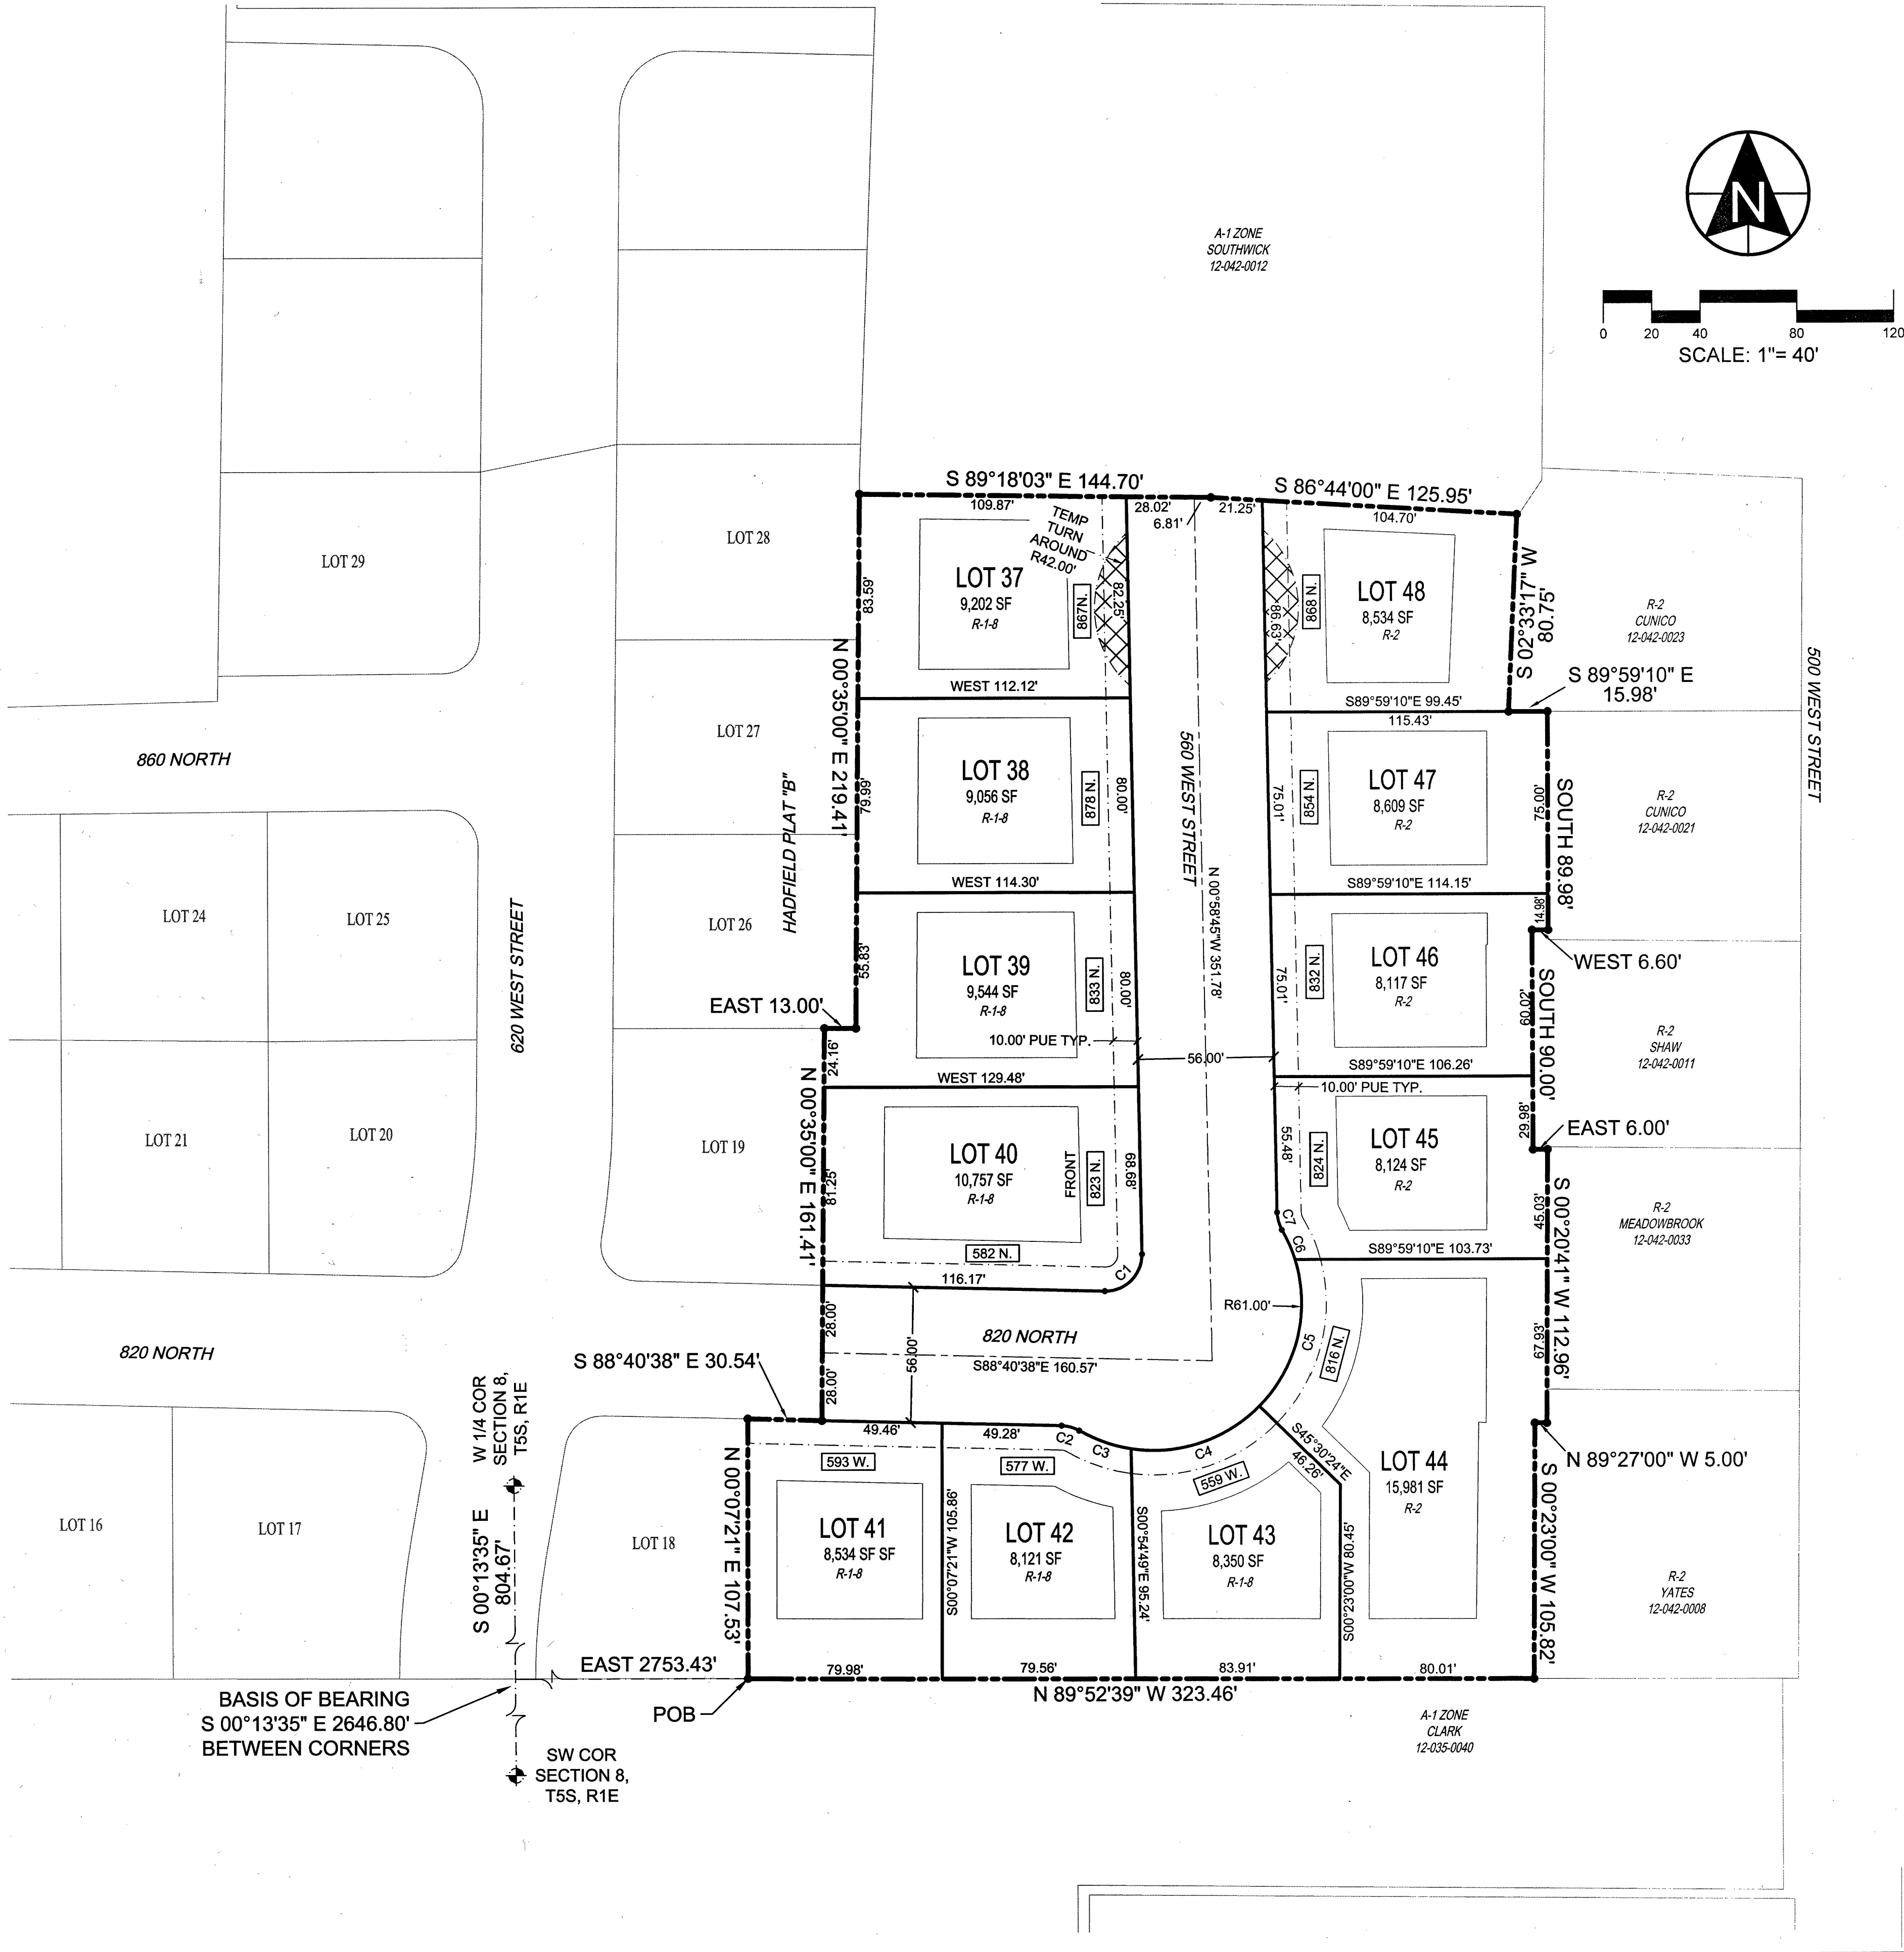 A-1 ZONE
SOUTHWICK
12-042-0012
N
0 20 40 80 120
SCALE: 1"= 40'
S 89°18'03" E 144.70'
S 86°44'00" E 125.95'
109.87'
28.02'
6.81'
21.25'
104.70'
TEMP
TURN
AROUND
R42.00'
LOT 28
LOT 29
LOT 37
9,202 SF
R-1-8
867N.
82.25'
83.59'
86.63'
868 N.
LOT 48
8,534 SF
R-2
S 02°33'17" W
80.75'
R-2
CUNICO
12-042-0023
S 89°59'10" E
15.98'
500 WEST STREET
WEST 112.12'
S89°59'10"E 99.45'
115.43'
N 00°35'00" E 219.41'
LOT 27
860 NORTH
HADFIELD PLAT "B"
79.99'
LOT 38
9,056 SF
R-1-8
878 N.
80.00'
560 WEST STREET
75.01'
854 N.
LOT 47
8,609 SF
R-2
75.00'
SOUTH 89.98'
R-2
CUNICO
12-042-0021
WEST 114.30'
N 00°58'45"W 351.78'
S89°59'10"E 114.15'
14.98'
LOT 24
LOT 25
620 WEST STREET
LOT 26
55.83'
LOT 39
9,544 SF
R-1-8
833 N.
80.00'
75.01'
832 N.
LOT 46
8,117 SF
R-2
WEST 6.60'
60.02'
SOUTH 90.00'
EAST 13.00'
10.00' PUE TYP.
56.00'
R-2
SHAW
12-042-0011
24.16'
WEST 129.48'
S89°59'10"E 106.26'
10.00' PUE TYP.
29.98'
EAST 6.00'
LOT 21
LOT 20
LOT 19
N 00°35'00" E 161.41'
81.25'
LOT 40
10,757 SF
R-1-8
FRONT
823 N.
68.68'
55.48'
824 N.
LOT 45
8,124 SF
R-2
45.03'
S 00°20'41" W 112.96'
R-2
MEADOWBROOK
12-042-0033
582 N.
C7
C6
S89°59'10"E 103.73'
116.17'
C1
R61.00'
28.00'
56.00'
820 NORTH
S88°40'38"E 160.57'
C5
816 N.
67.93'
820 NORTH
S 88°40'38" E 30.54'
28.00'
49.46'
49.28'
C2
C3
C4
S45°30'24"E
46.26'
593 W.
577 W.
559 W.
N 89°27'00" W 5.00'
W 1/4 COR
SECTION 8,
T5S, R1E
S 00°13'35" E
804.67'
LOT 16
LOT 17
LOT 18
N 00°07'21" E 107.53'
LOT 41
8,534 SF SF
R-1-8
S00°07'21"W 105.86'
LOT 42
8,121 SF
R-1-8
S00°54'49"E 95.24'
LOT 43
8,350 SF
R-1-8
S00°23'00"W 80.45'
LOT 44
15,981 SF
R-2
S 00°23'00" W 105.82'
R-2
YATES
12-042-0008
EAST 2753.43'
79.98'
79.56'
83.91'
80.01'
N 89°52'39" W 323.46'
POB
BASIS OF BEARING
S 00°13'35" E 2646.80'
BETWEEN CORNERS
SW COR
SECTION 8,
T5S, R1E
A-1 ZONE
CLARK
12-035-0040